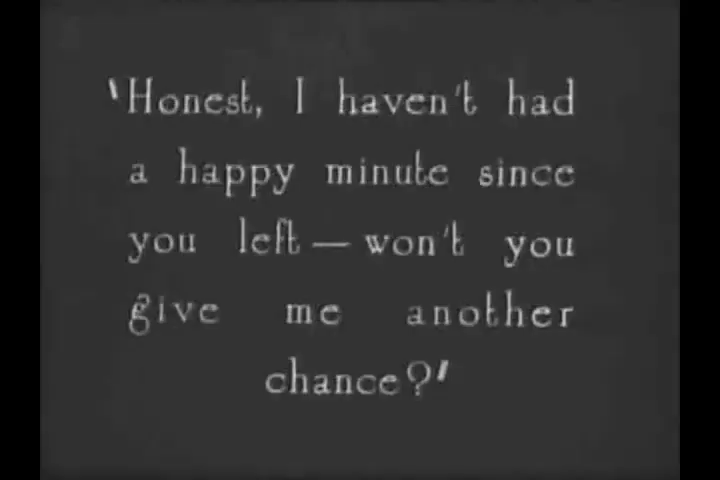 'Honest, I haven't had
a happy minute since
you left — won't you
give me another
chance?'